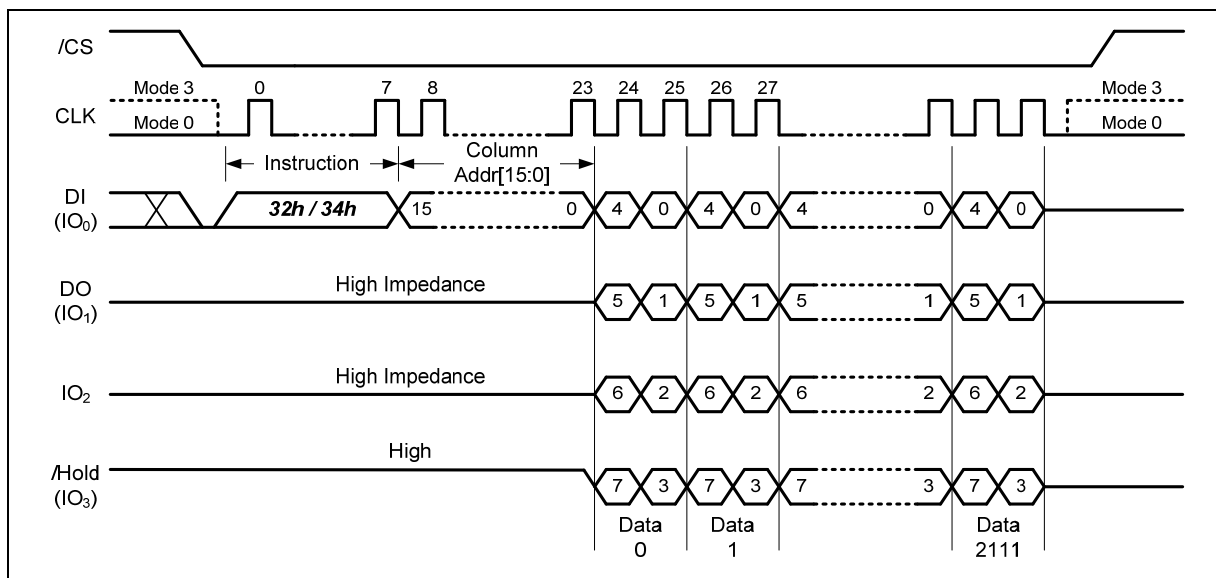 /CS
Mode 3 0 7 8 23 24 25 26 27 Mode 3
CLK
Mode 0 Mode 0
Instruction Column
Addr[15:0]
DI
(IO0) 32h / 34h 15 0 4 0 4 0 4 0 4 0
DO
(IO1) High Impedance 5 1 5 1 5 1 5 1
IO2 High Impedance 6 2 6 2 6 2 6 2
/Hold
(IO3) High 7 3 7 3 7 3 7 3
Data
0
Data
1
Data
2111